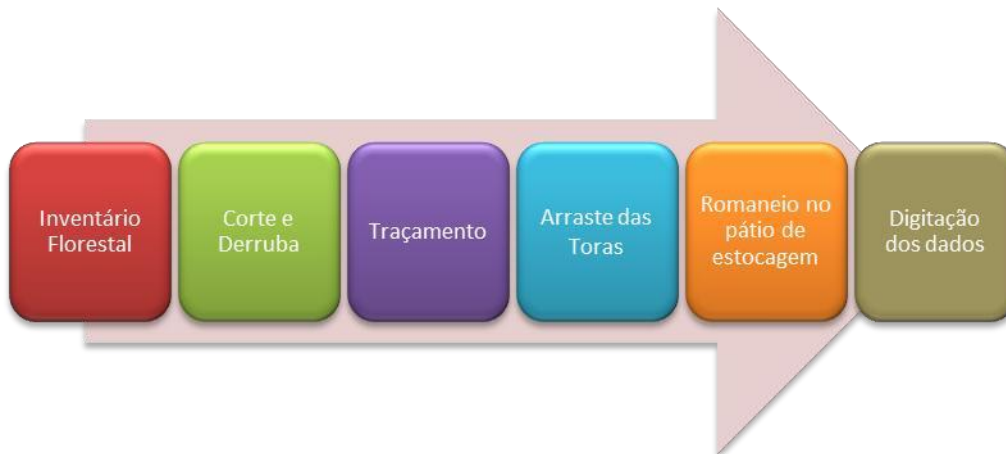 Inventário
Florestal
Corte e
Derruba
Traçamento
Arraste das
Toras
Romaneio no
pátio de
estocagem
Digitação
dos dados